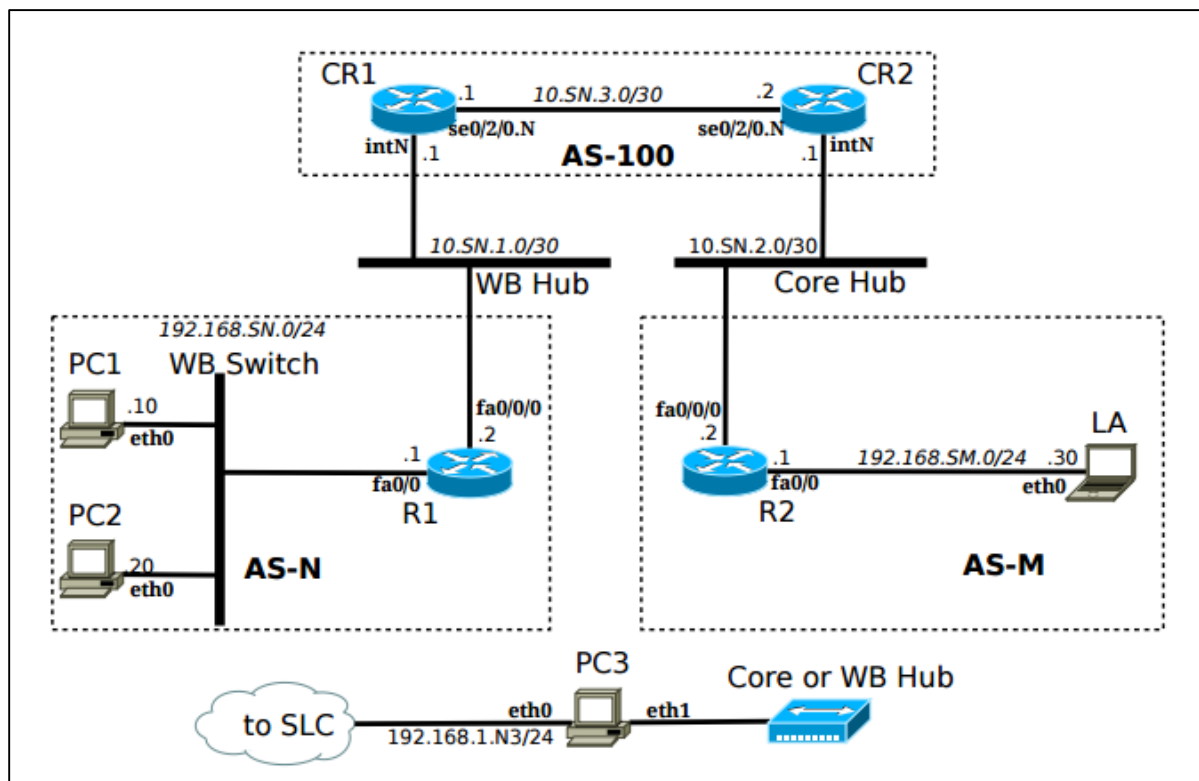 CR1
CR2
.1
10.SN.3.0/30
.2
se0/2/0.N
se0/2/0.N
intN
.1
AS-100
.1
intN
10.SN.1.0/30
10.SN.2.0/30
WB Hub
Core Hub
192.168.SN.0/24
PC1
WB Switch
.10
eth0
fa0/0/0
.2
.1
fa0/0
R1
PC2
.20
eth0
AS-N
fa0/0/0
.2
.1
192.168.SM.0/24
.30
LA
fa0/0
eth0
R2
AS-M
PC3
Core or WB Hub
to SLC
eth0
eth1
192.168.1.N3/24